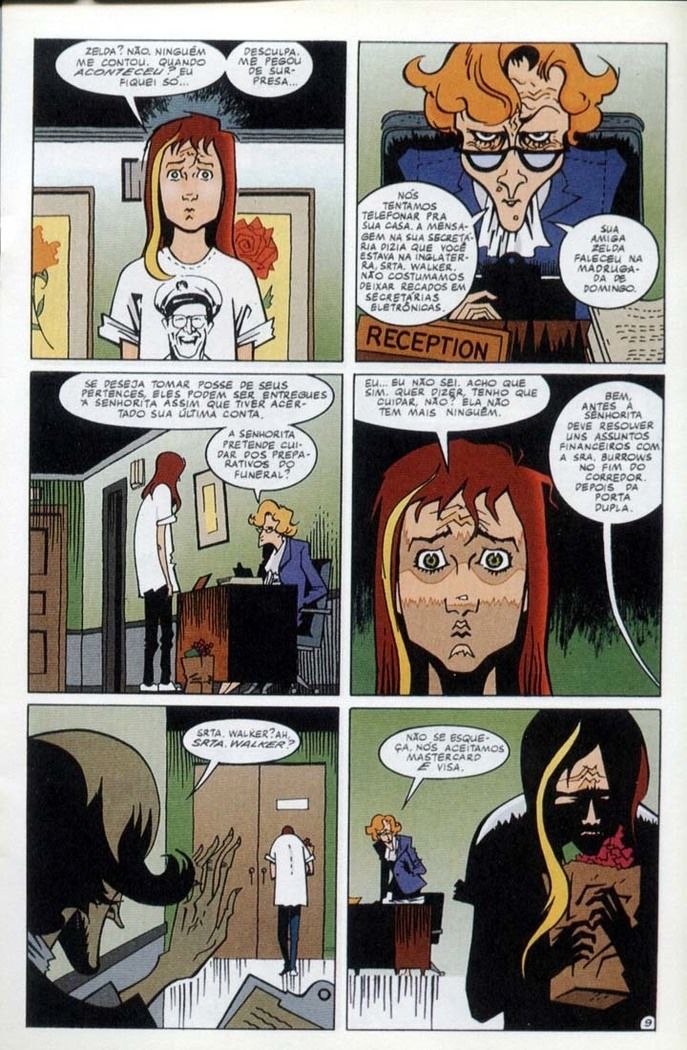 ZELDA? NÃO. NINGUÉM
ME CONTOU. QUANDO
ACONTECEU? EU
FIQUEI SÓ...
DESCULPA.
ME PEGOU
DE SUR-
PRESA...
NÓS
TENTAMOS
TELEFONAR PRA
SUA CASA. A MENSA-
GEM NA SUA SECRETÁ-
RIA DIZIA QUE VOCÊ
ESTAVA NA INGLATER-
RA, SRTA. WALKER.
NÃO COSTUMAMOS
DEIXAR RECADOS EM
SECRETÁRIAS
ELETRÔNICAS.
SUA
AMIGA
ZELDA
FALECEU NA
MADRUGA-
DA DE
DOMINGO.
RECEPTION
SE DESEJA TOMAR POSSE DE SEUS
PERTENCES, ELES PODEM SER ENTREGUES
À SENHORITA ASSIM QUE TIVER ACER-
TADO SUA ÚLTIMA CONTA.
A SENHORITA
PRETENDE CUI-
DAR DOS PREPA-
RATIVOS DO
FUNERAL?
EU... EU NÃO SEI. ACHO QUE
SIM. QUER DIZER, TENHO QUE
CUIDAR, NÃO? ELA NÃO
TEM MAIS NINGUÉM.
BEM,
ANTES A
SENHORITA
DEVE RESOLVER
UNS ASSUNTOS
FINANCEIROS COM
A SRA. BURROWS
NO FIM DO
CORREDOR.
DEPOIS DA
PORTA
DUPLA.
SRTA. WALKER? AH,
SRTA. WALKER?
NÃO SE ESQUE-
ÇA, NÓS ACEITAMOS
MASTERCARD
E VISA.
9